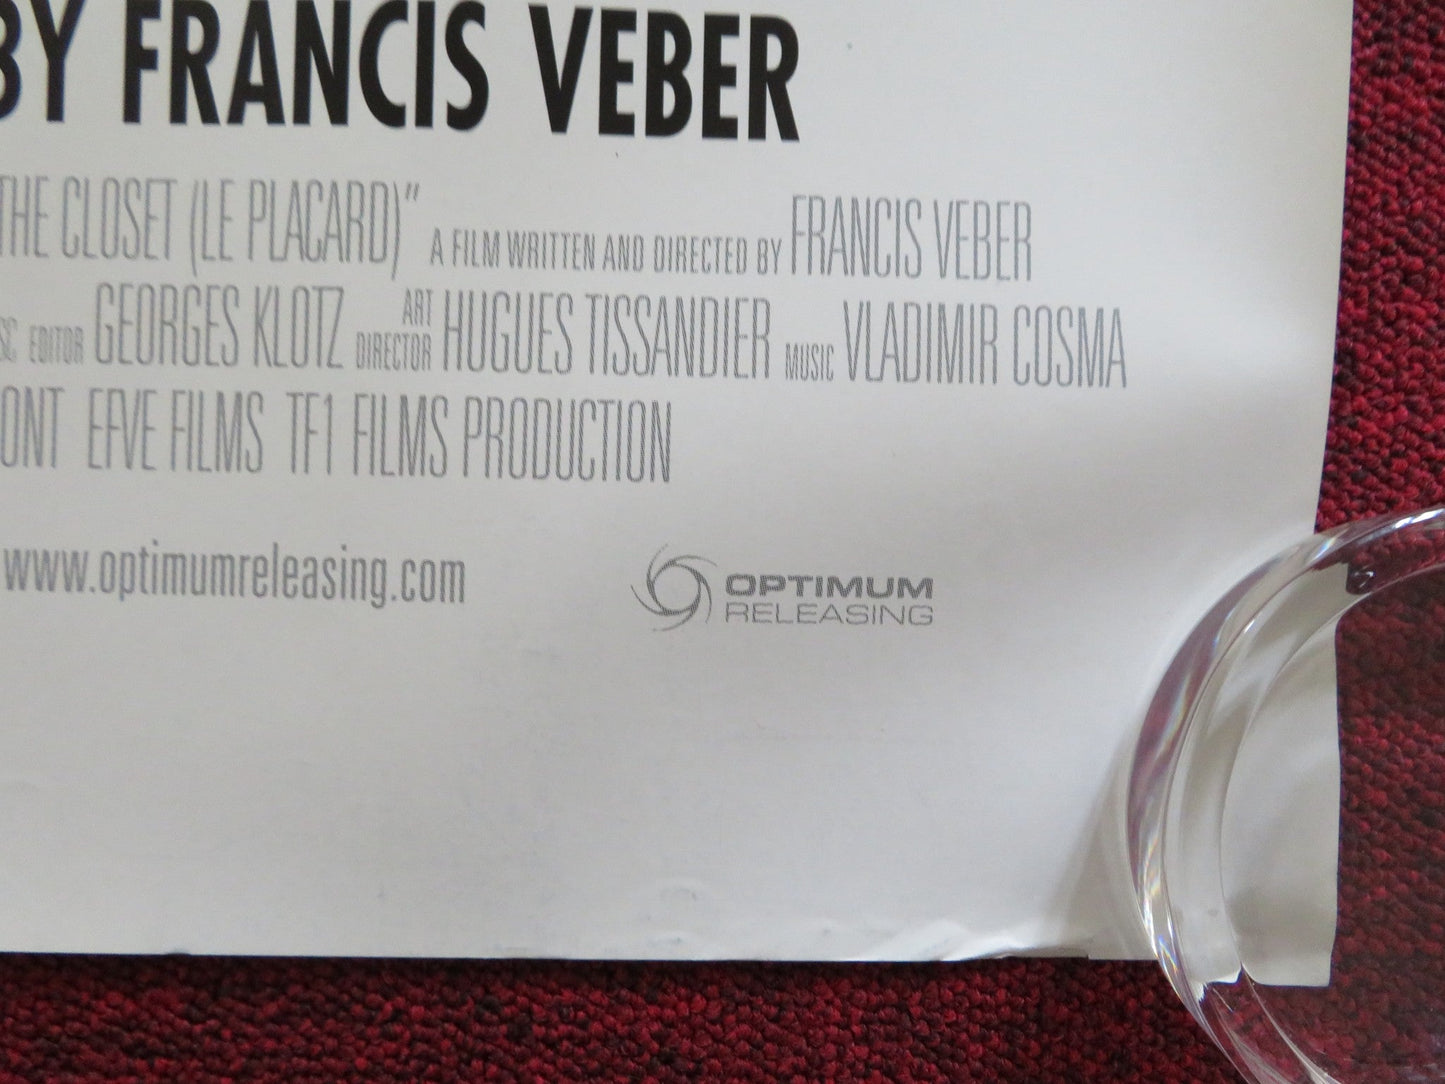 BY FRANCIS VEBER
THE CLOSET (LE PLACARD)” A FILM WRITTEN AND DIRECTED BY FRANCIS VEBER
EDITOR GEORGES KLOTZ ART DIRECTOR HUGUES TISSANDIER MUSIC VLADIMIR COSMA
EFVE FILMS TF1 FILMS PRODUCTION
www.optimumreleasing.com
OPTIMUM
RELEASING